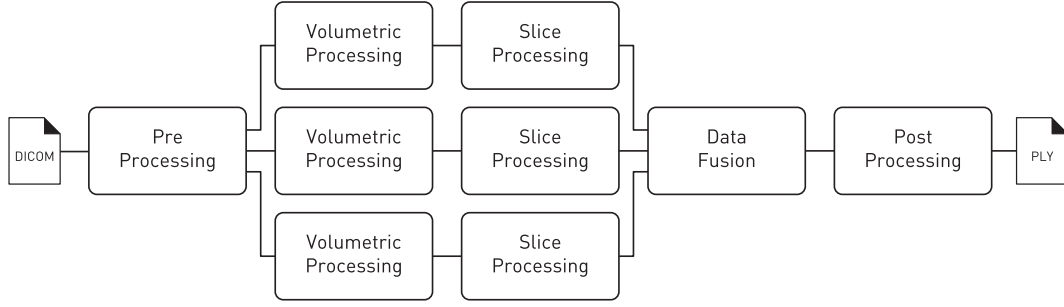 DICOM
Pre
Processing
Volumetric
Processing
Slice
Processing
Volumetric
Processing
Slice
Processing
Volumetric
Processing
Slice
Processing
Data
Fusion
Post
Processing
PLY